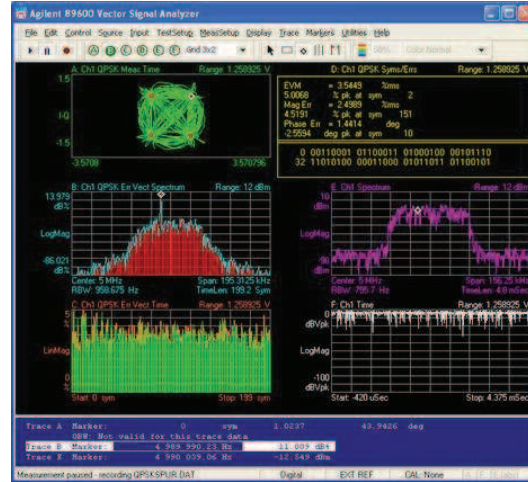 Agilent 89600 Vector Signal Analyzer
File Edit Control Source Input TestSetup MeasSetup Display Trace Markers Utilities Help
A B C D E F Grid 3x2 98% Color Normal
A: Ch1 QPSK Meas Time Range: 1.258925 V
1.5
I-Q
-1.5
-3.5708 3.570796
D: Ch1 QPSK Syms/Errs
EVM = 3.5449 %rms
5.0068 % pk at sym 2
Mag Err = 2.4989 %rms
4.5191 % pk at sym 151
Phase Err = 1.4414 deg
-2.5594 deg pk at sym 10
0 00110001 01100011 01000100 00101110
32 11010100 00011000 01011011 01100101
B: Ch1 QPSK Err Vect Spectrum Range: 12 dBm
13.979
dB%
LogMag
-86.021
dB%
Center: 5 MHz Span: 195.3125 kHz
RBW: 958.675 Hz TimeLen: 199.2 Sym
E: Ch1 Spectrum Range: 12 dBm
10
dBm
LogMag
-90
dBm
Center: 5 MHz Span: 156.25 kHz
RBW: 795.7 Hz
C: Ch1 QPSK Err Vect Time Range: 1.258925 V
5
%
LinMag
0
%
Start: 0 sym Stop: 199 sym
F: Ch1 Time Range: 1.258925 V
0
dBVpk
LogMag
-100
dBVpk
Start: -420 uSec Stop: 4.375 mSec
Trace A Marker: 0 sym 1.0237 43.9426 deg
OBW: Not valid for this trace data
Trace B Marker: 4 989 990.23 Hz 11.009 dB%
Trace E Marker: 4 990 039.06 Hz -12.549 dBm
Measurement paused - recording QPSKSPUR.DAT Digital EXT REF CAL: None